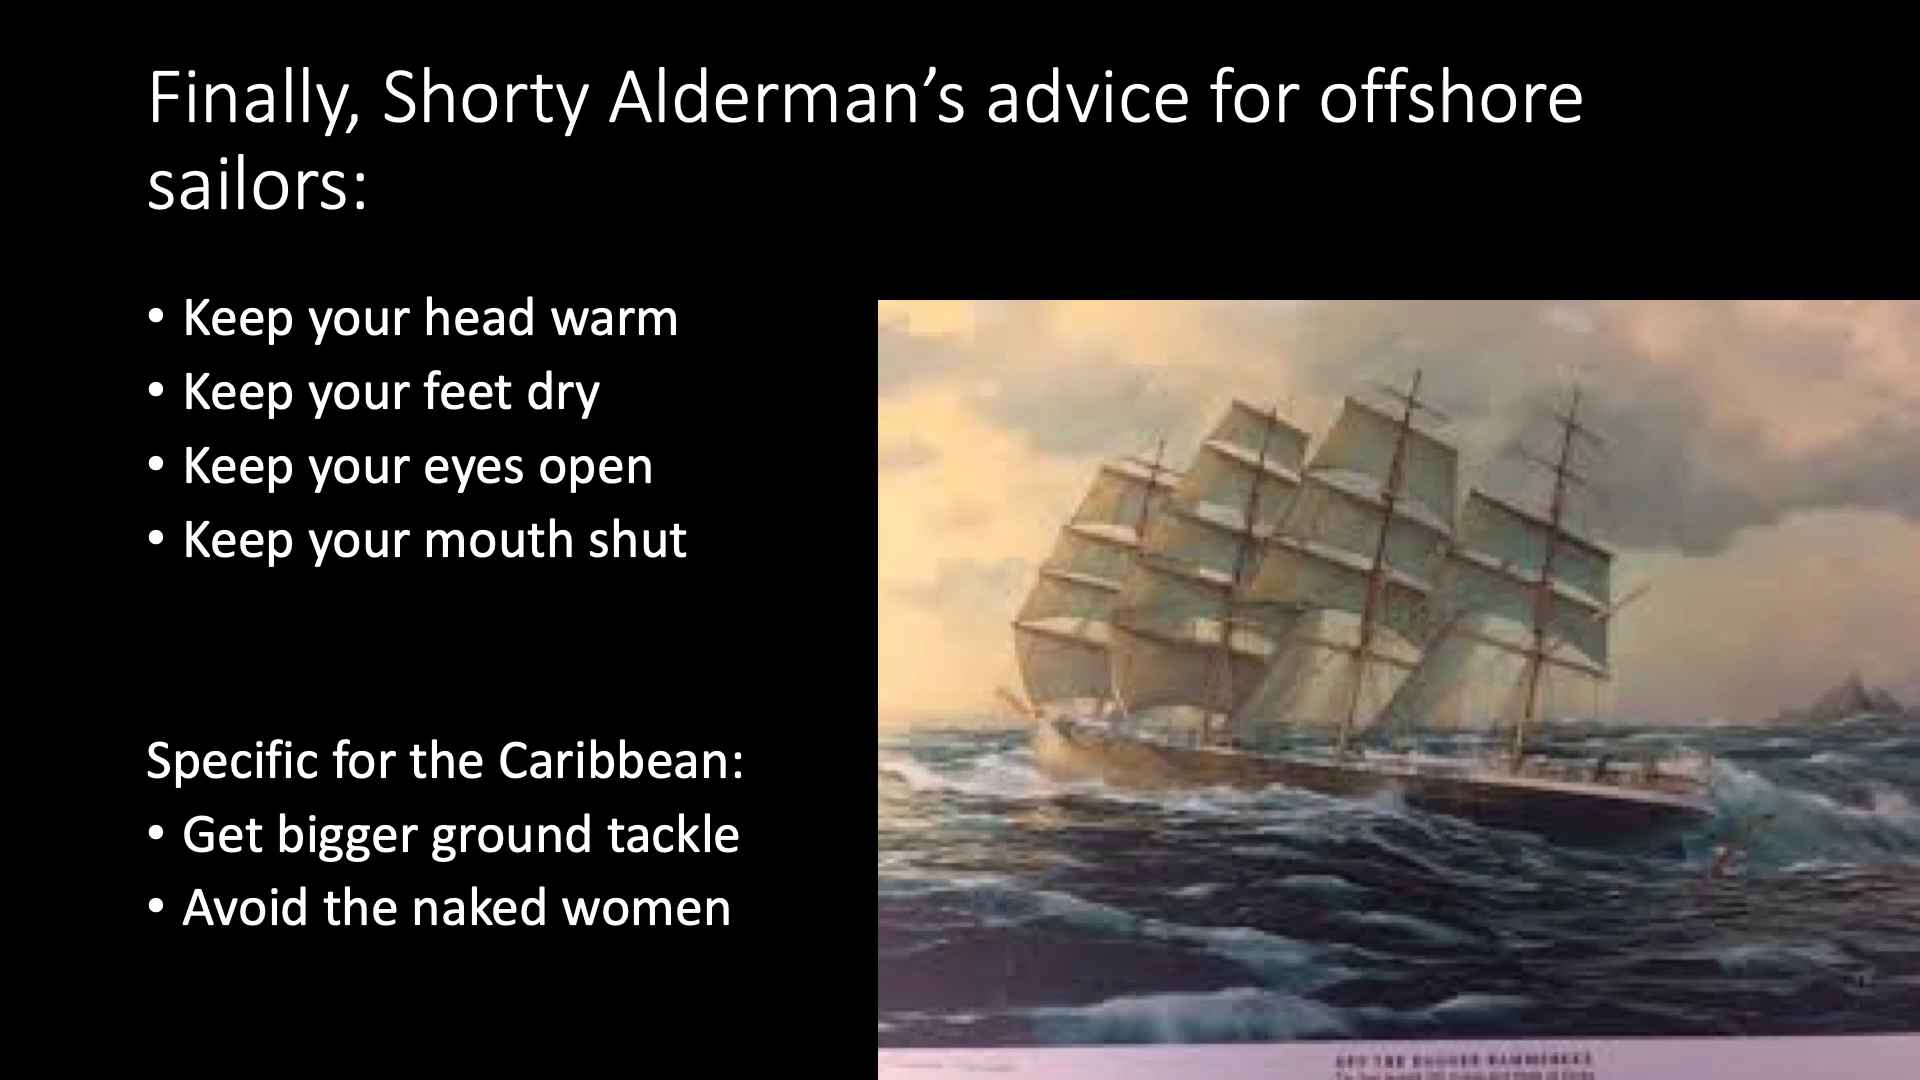 Finally, Shorty Alderman’s advice for offshore
sailors:
• Keep your head warm
• Keep your feet dry
• Keep your eyes open
• Keep your mouth shut
Specific for the Caribbean:
• Get bigger ground tackle
• Avoid the naked women